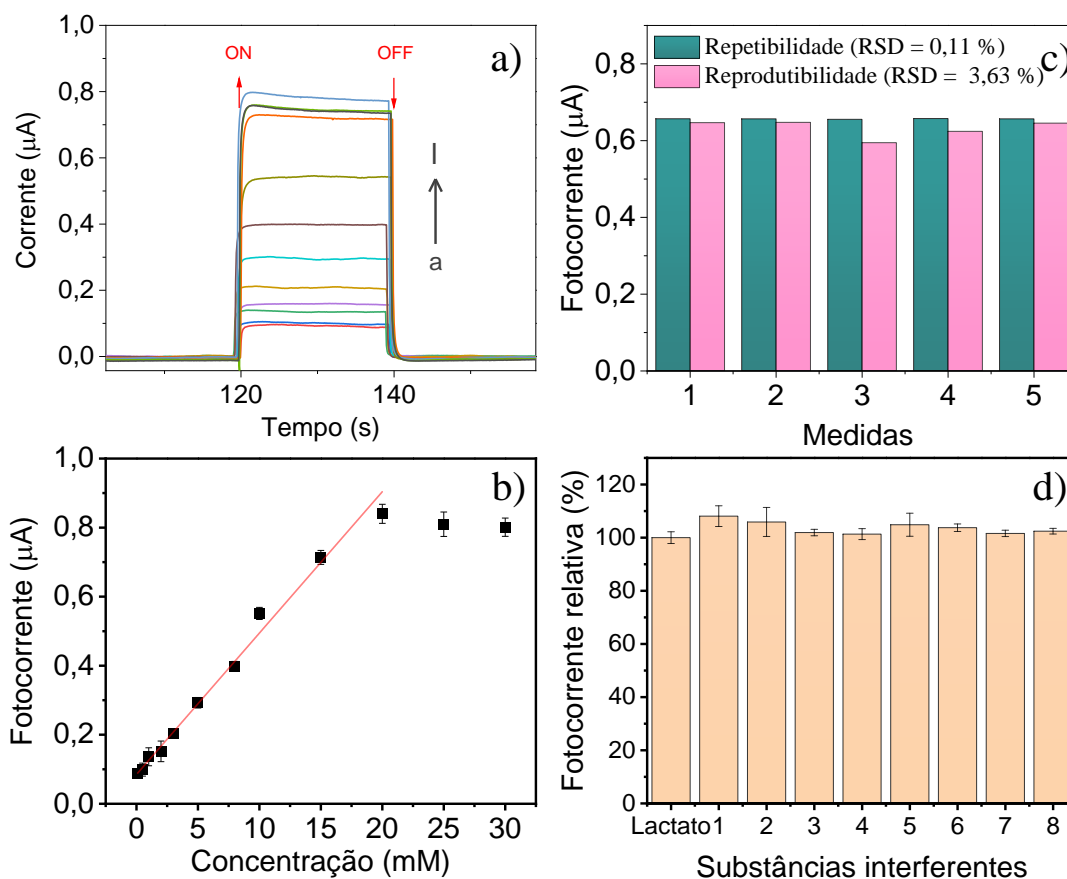 a)
ON
OFF
l
a
1,0
0,8
0,6
0,4
0,2
0,0
120
140
Corrente (µA)
Tempo (s)
c)
Repetibilidade (RSD = 0,11 %)
Reprodutibilidade (RSD = 3,63 %)
0,8
0,6
0,4
0,2
0,0
1 2 3 4 5
Fotocorrente (µA)
Medidas
b)
1,0
0,8
0,6
0,4
0,2
0,0
0 5 10 15 20 25 30
Fotocorrente (µA)
Concentração (mM)
d)
120
100
80
60
40
20
0
Lactato 1 2 3 4 5 6 7 8
Fotocorrente relativa (%)
Substâncias interferentes